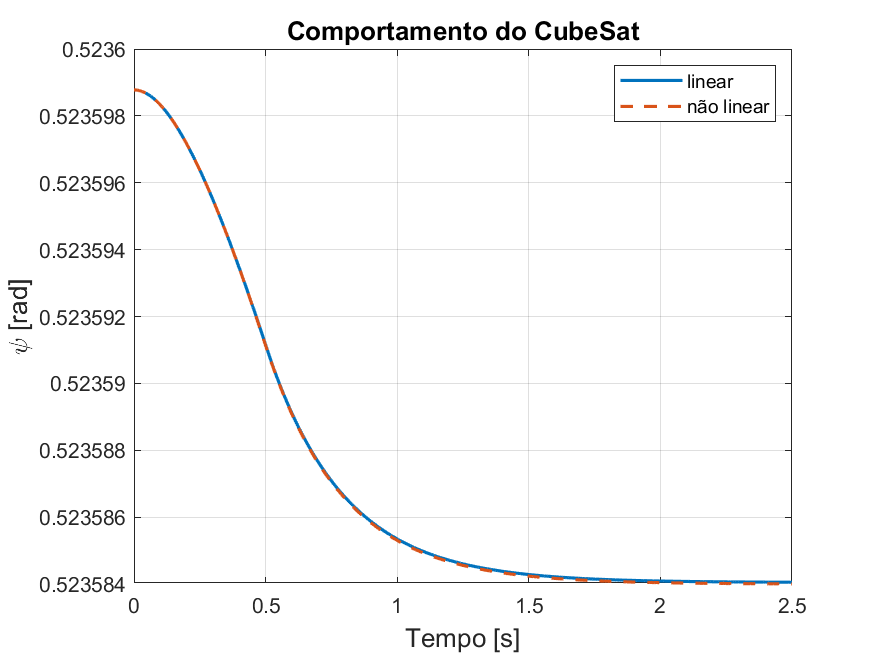 Comportamento do CubeSat
0.5236
0.523598
0.523596
0.523594
0.523592
0.52359
0.523588
0.523586
0.523584
ψ [rad]
linear
não linear
0 0.5 1 1.5 2 2.5
Tempo [s]